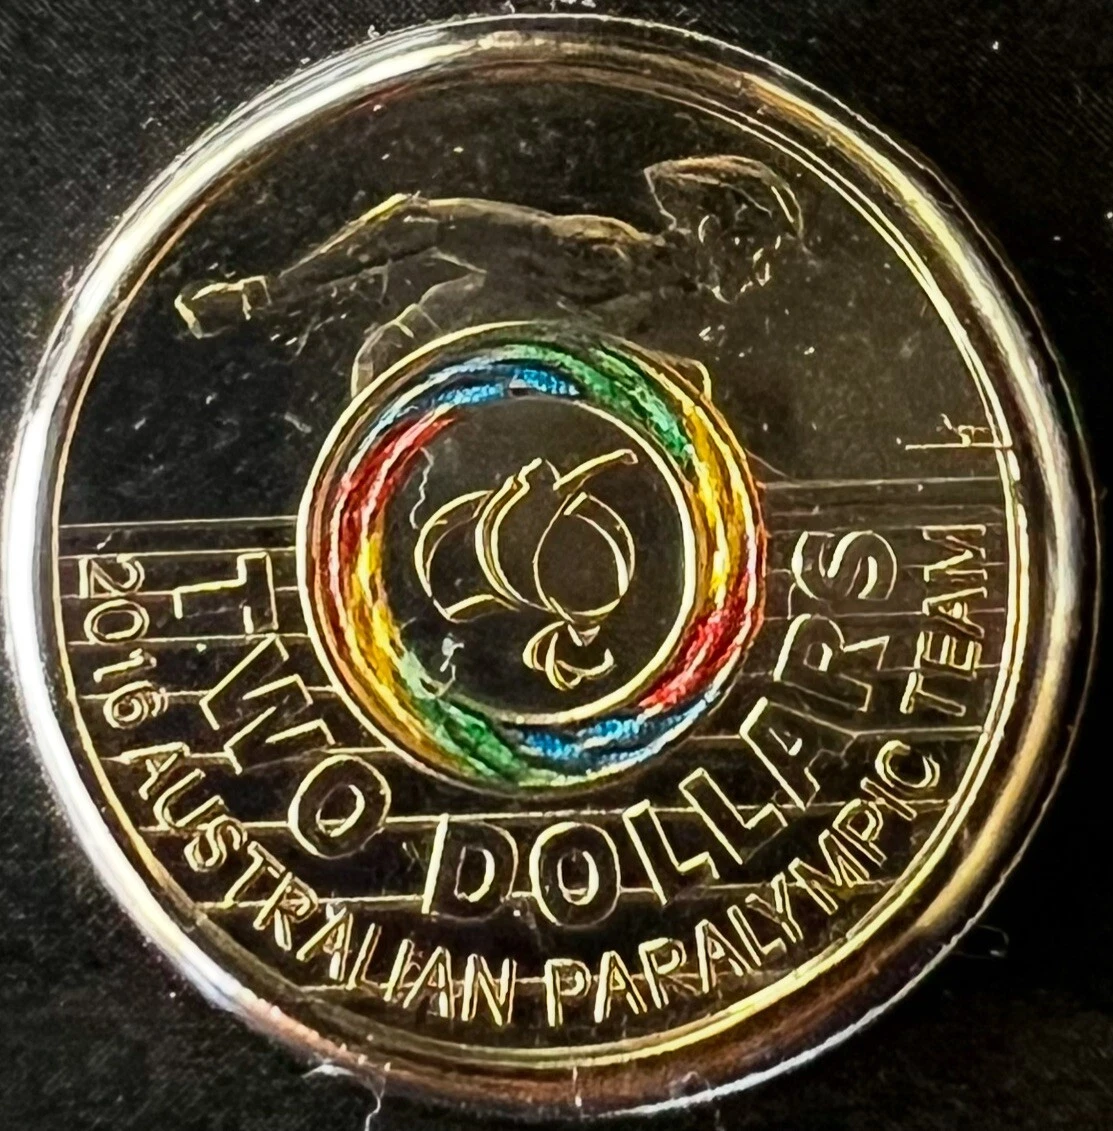 TWO DOLLARS
2016 AUSTRALIAN PARALYMPIC TEAM